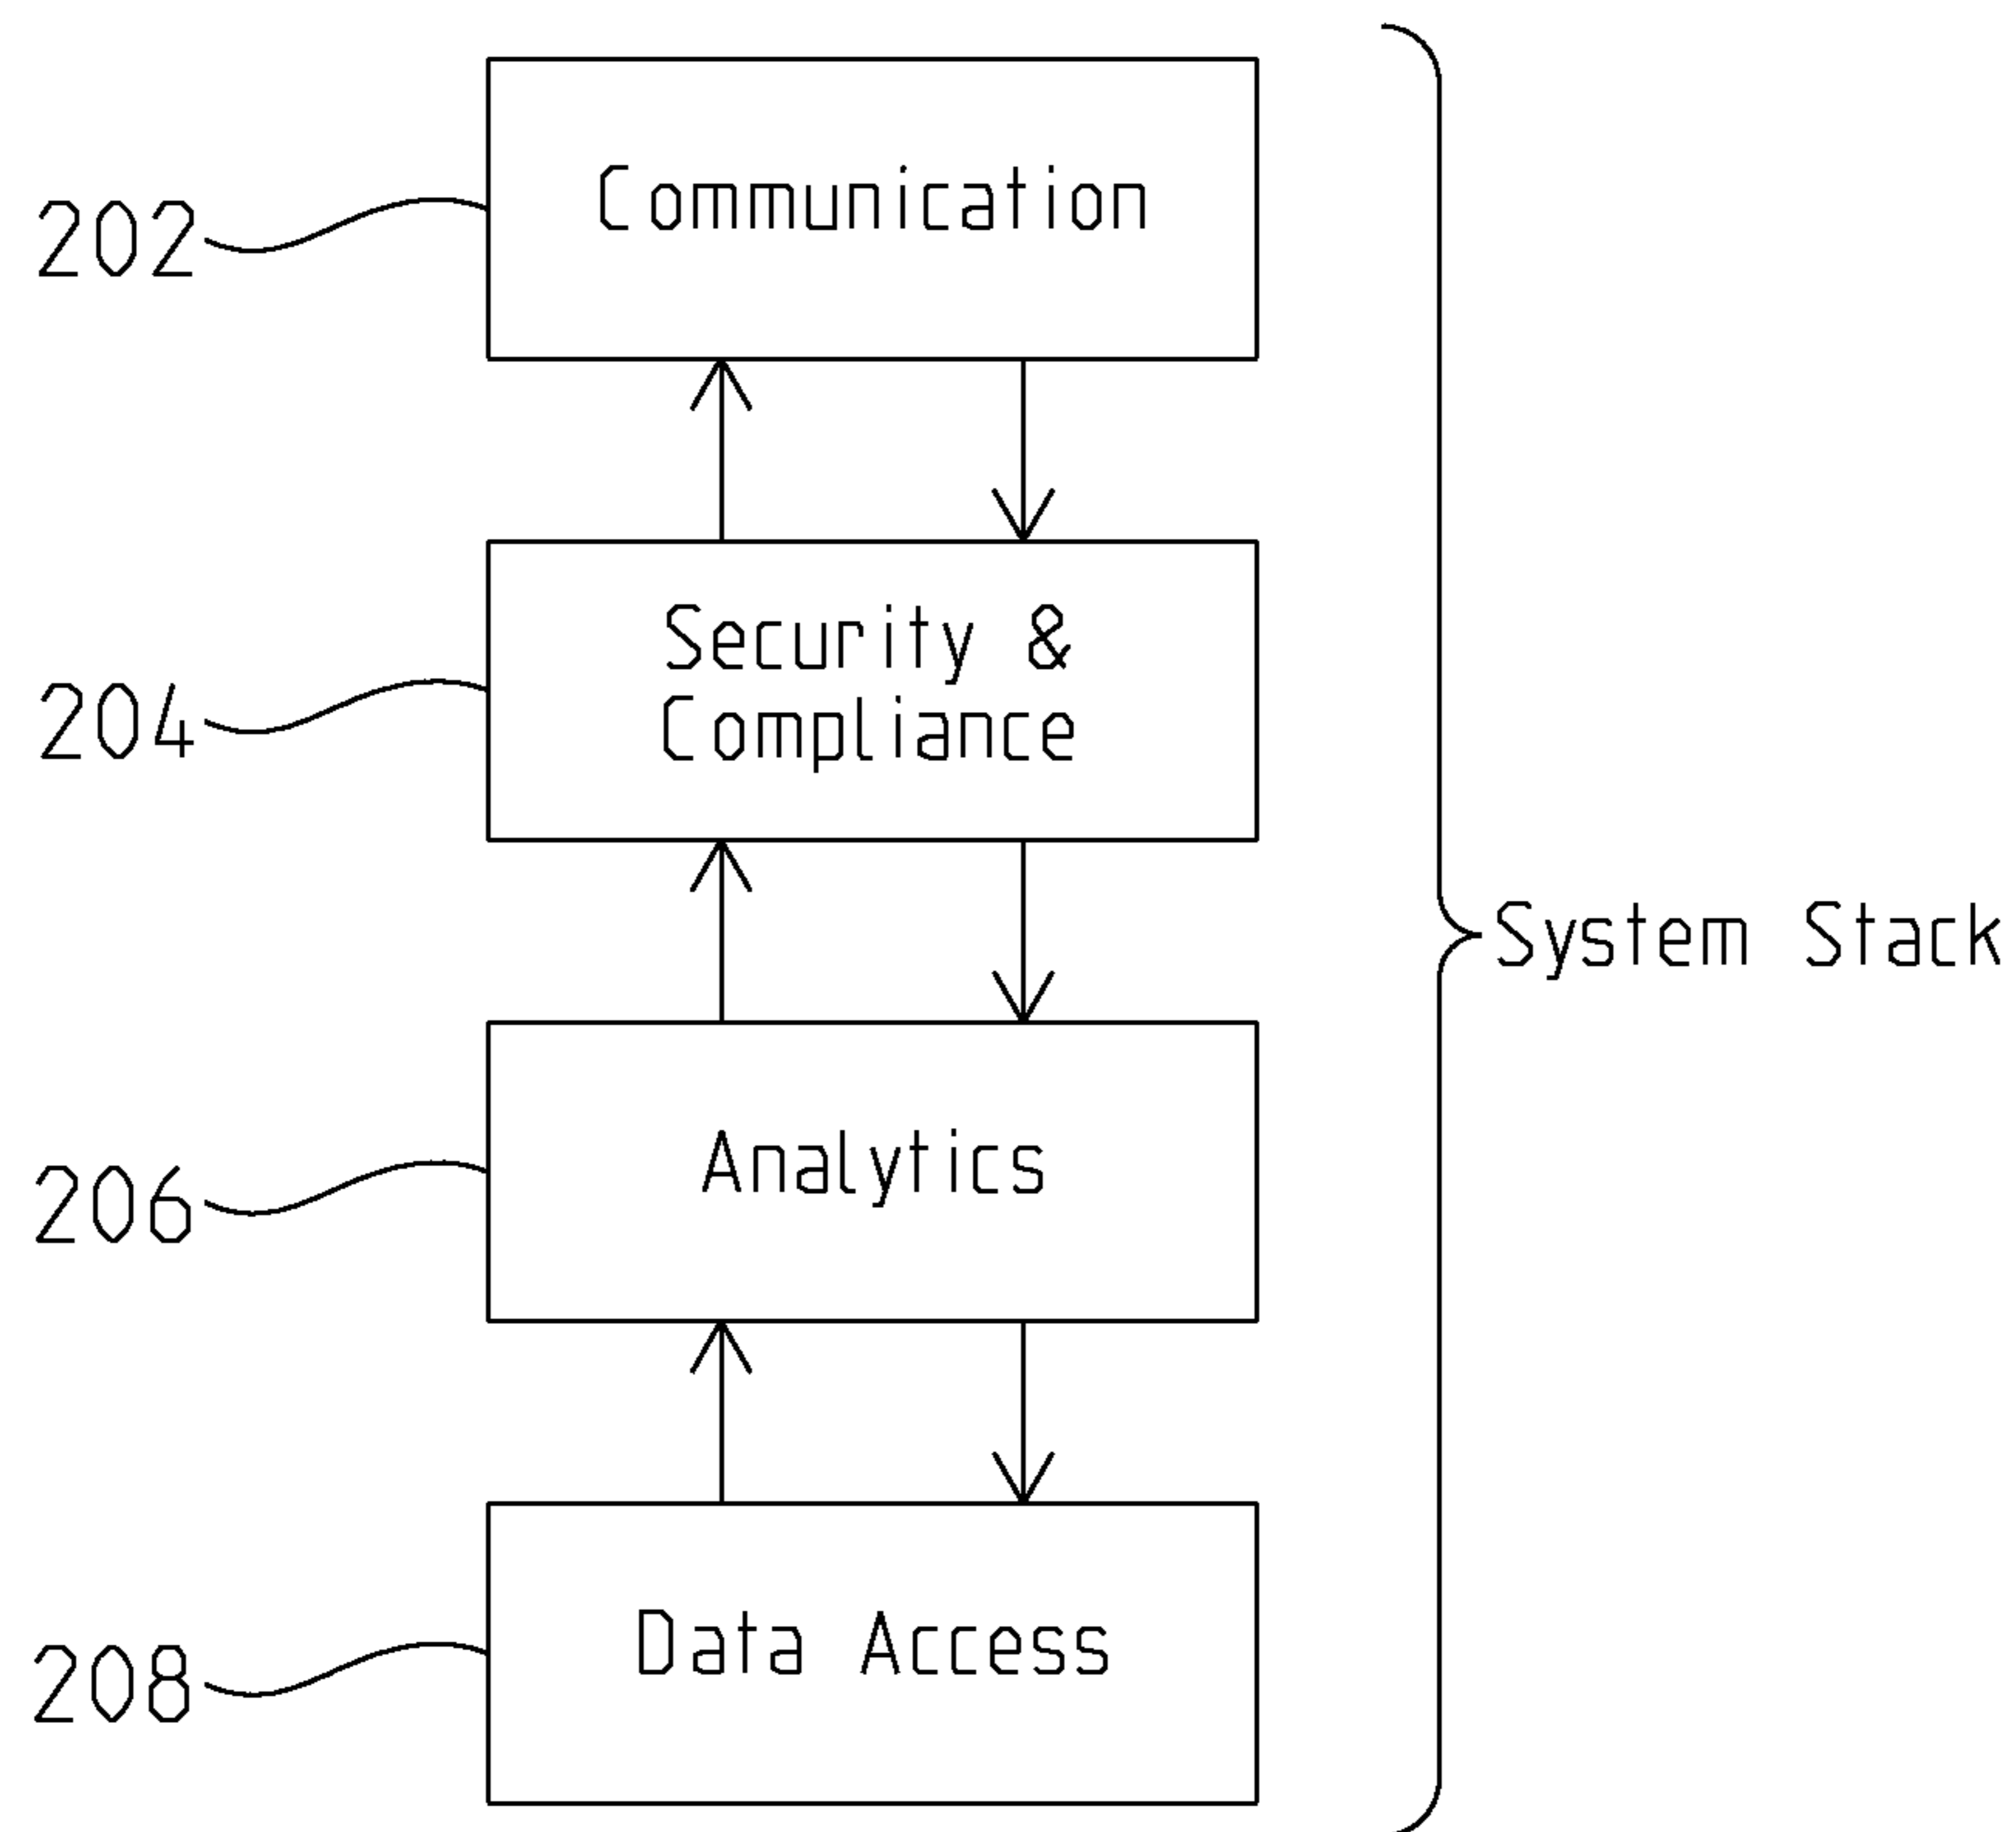 Communication
202
Security &
Compliance
204
System Stack
Analytics
206
Data Access
208